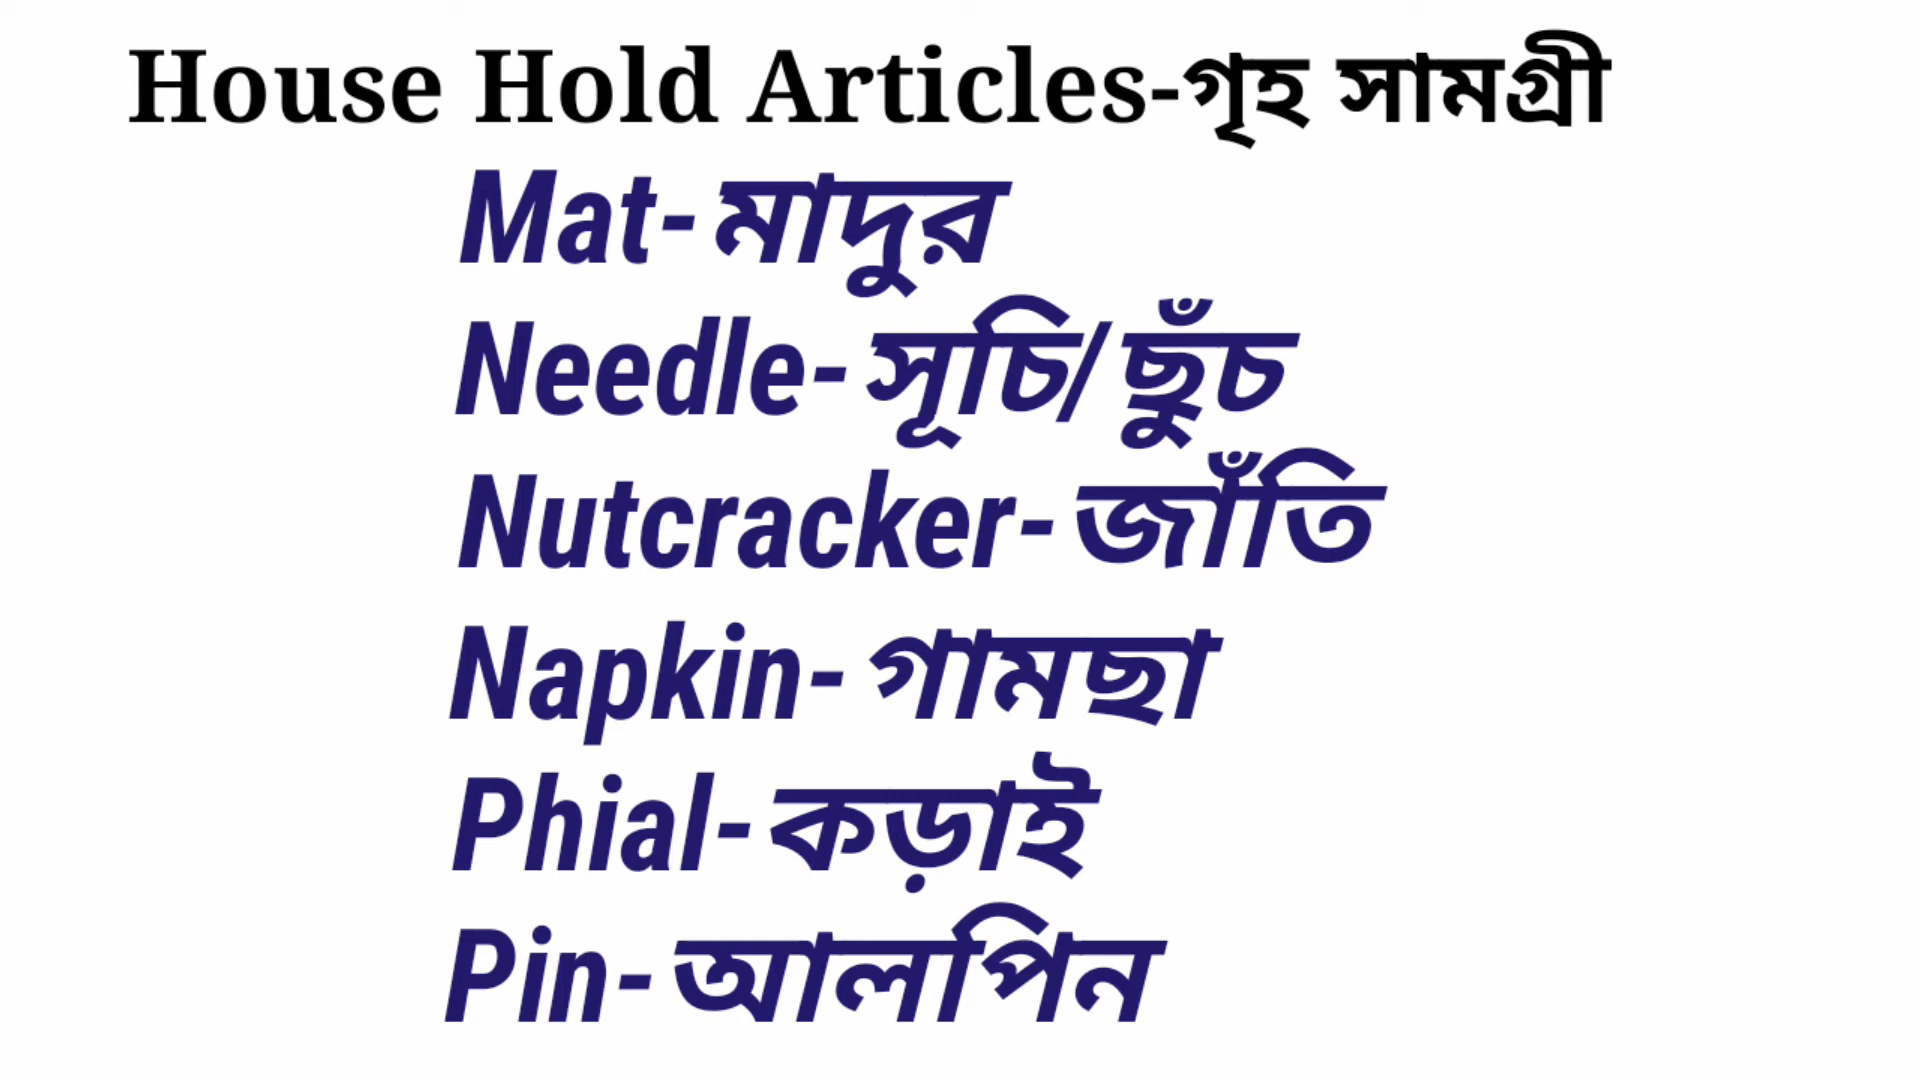 House Hold Articles-গৃহ সামগ্রী
Mat-মাদুর
Needle-সূচি/ছুঁচ
Nutcracker-জাঁতি
Napkin-গামছা
Phial-কড়াই
Pin-আলপিন